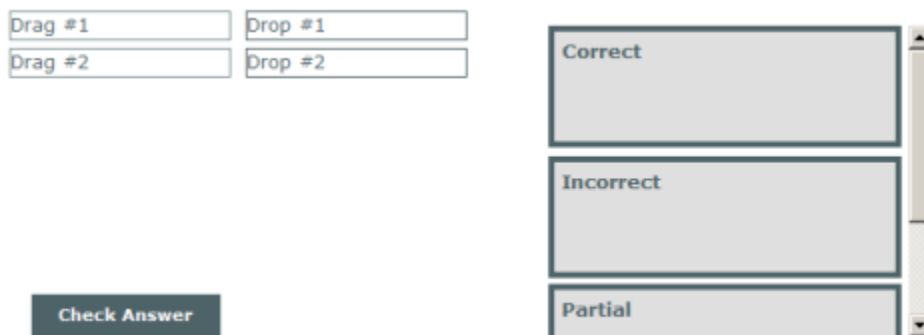 Drag #1
Drop #1
Drag #2
Drop #2
Correct
Incorrect
Partial
Check Answer